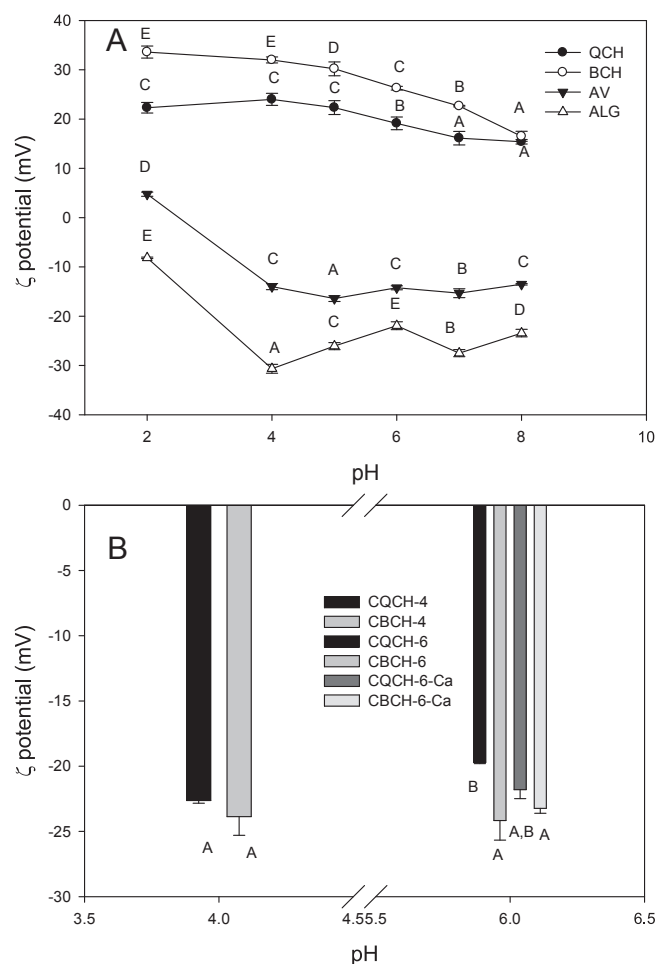 A
QCH
BCH
AV
ALG
E E D C B A
C C C B A A
D C A C B C
E A C E B D
40
30
20
10
0
-10
-20
-30
-40
ζ potential (mV)
2 4 6 8 10
pH
B
CQCH-4
CBCH-4
CQCH-6
CBCH-6
CQCH-6-Ca
CBCH-6-Ca
0
-5
-10
-15
-20
-25
-30
ζ potential (mV)
A A B A A,B A
3.5 4.0 4.5 5.5 6.0 6.5
pH